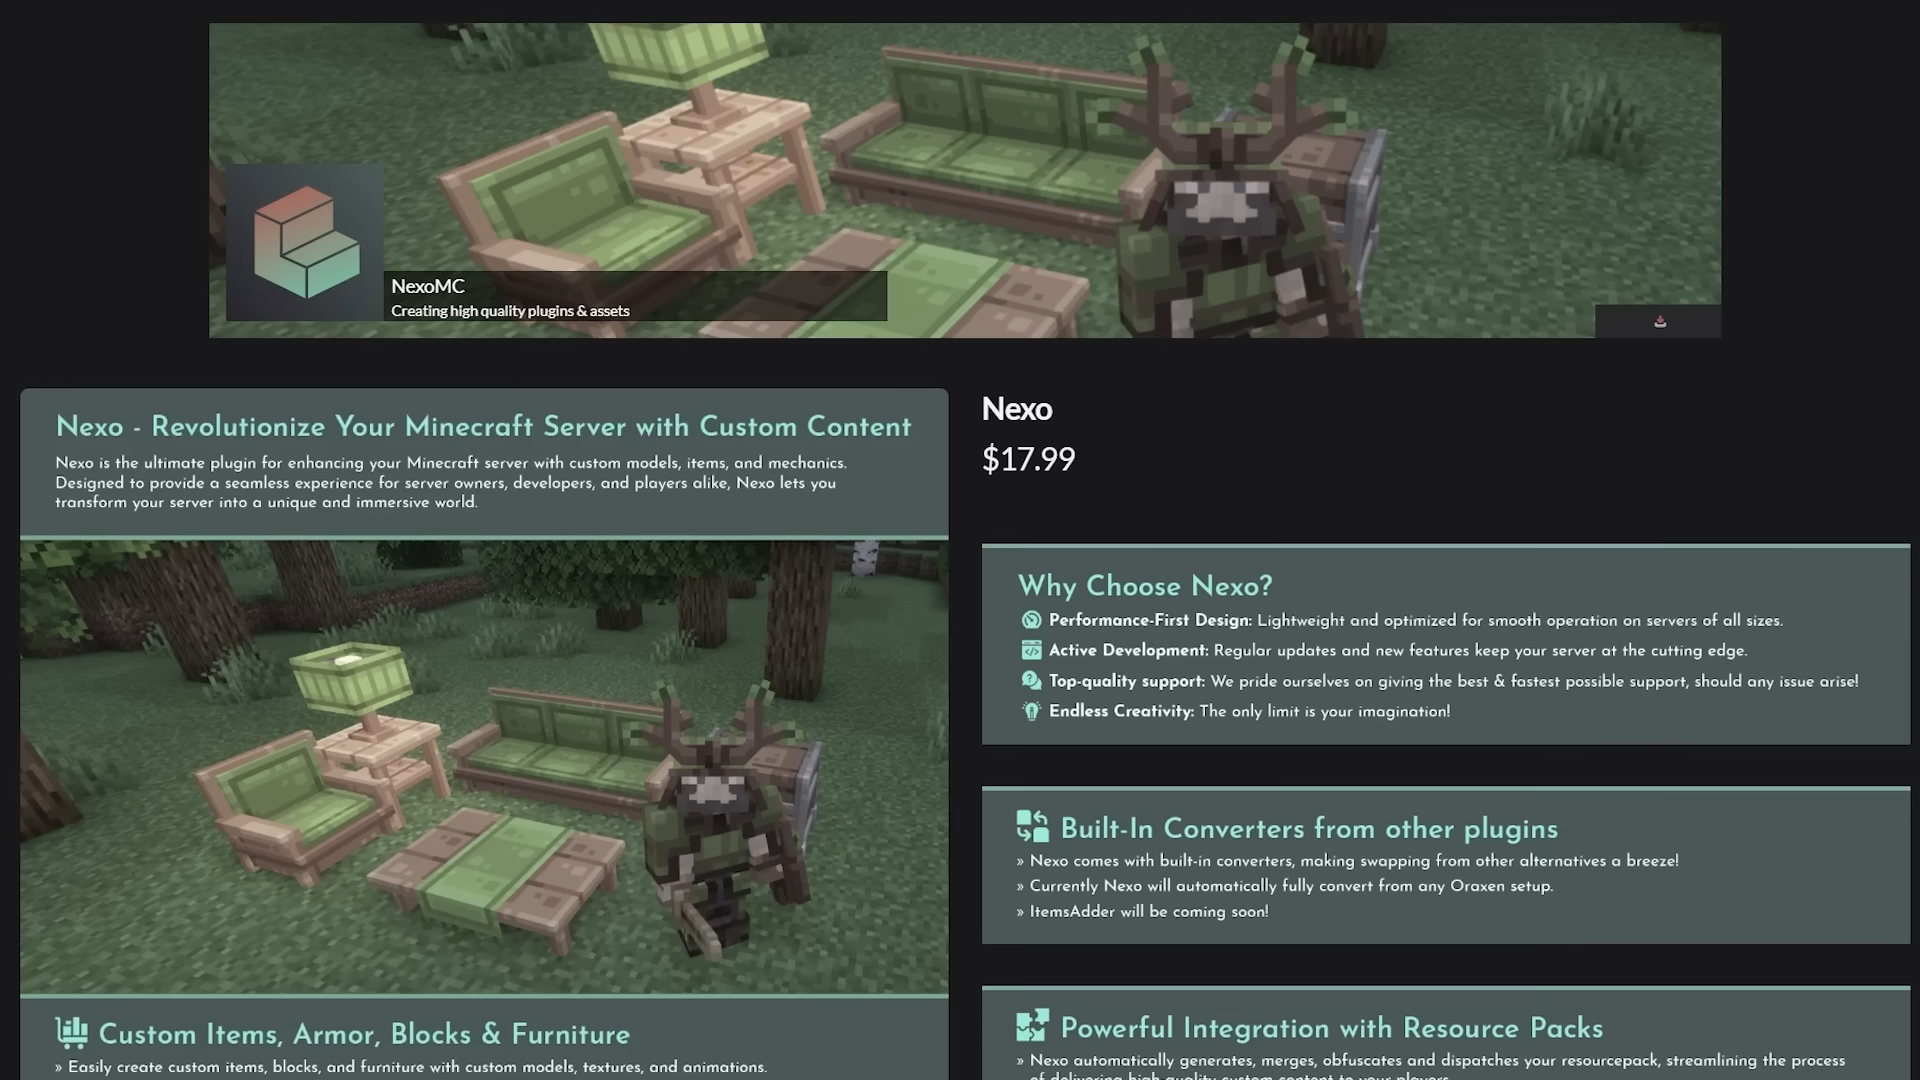 NexoMC
Creating high quality plugins & assets
Nexo - Revolutionize Your Minecraft Server with Custom Content
Nexo is the ultimate plugin for enhancing your Minecraft server with custom models, items, and mechanics.
Designed to provide a seamless experience for server owners, developers, and players alike, Nexo lets you
transform your server into a unique and immersive world.
Custom Items, Armor, Blocks & Furniture
» Easily create custom items, blocks, and furniture with custom models, textures, and animations.
Nexo
$17.99
Why Choose Nexo?
Performance-First Design: Lightweight and optimized for smooth operation on servers of all sizes.
Active Development: Regular updates and new features keep your server at the cutting edge.
Top-quality support: We pride ourselves on giving the best & fastest possible support, should any issue arise!
Endless Creativity: The only limit is your imagination!
Built-In Converters from other plugins
» Nexo comes with built-in converters, making swapping from other alternatives a breeze!
» Currently Nexo will automatically fully convert from any Oraxen setup.
» ItemsAdder will be coming soon!
Powerful Integration with Resource Packs
» Nexo automatically generates, merges, obfuscates and dispatches your resourcepack, streamlining the process
of delivering high quality custom content to your players